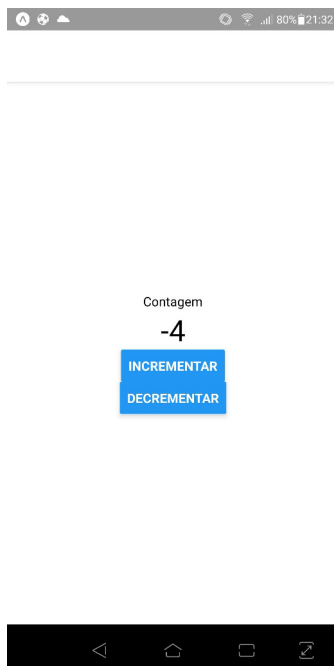 80% 21:32
Contagem
-4
INCREMENTAR
DECREMENTAR